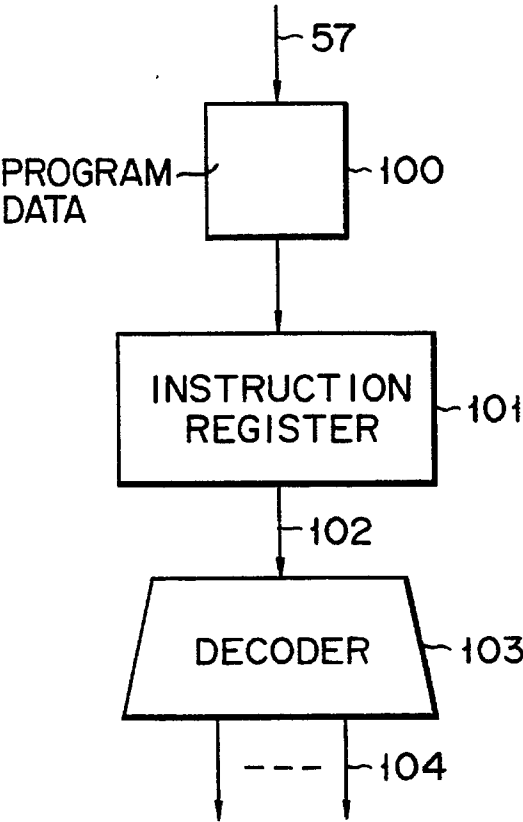 57
PROGRAM
DATA
100
INSTRUCTION
REGISTER
101
102
DECODER
103
104